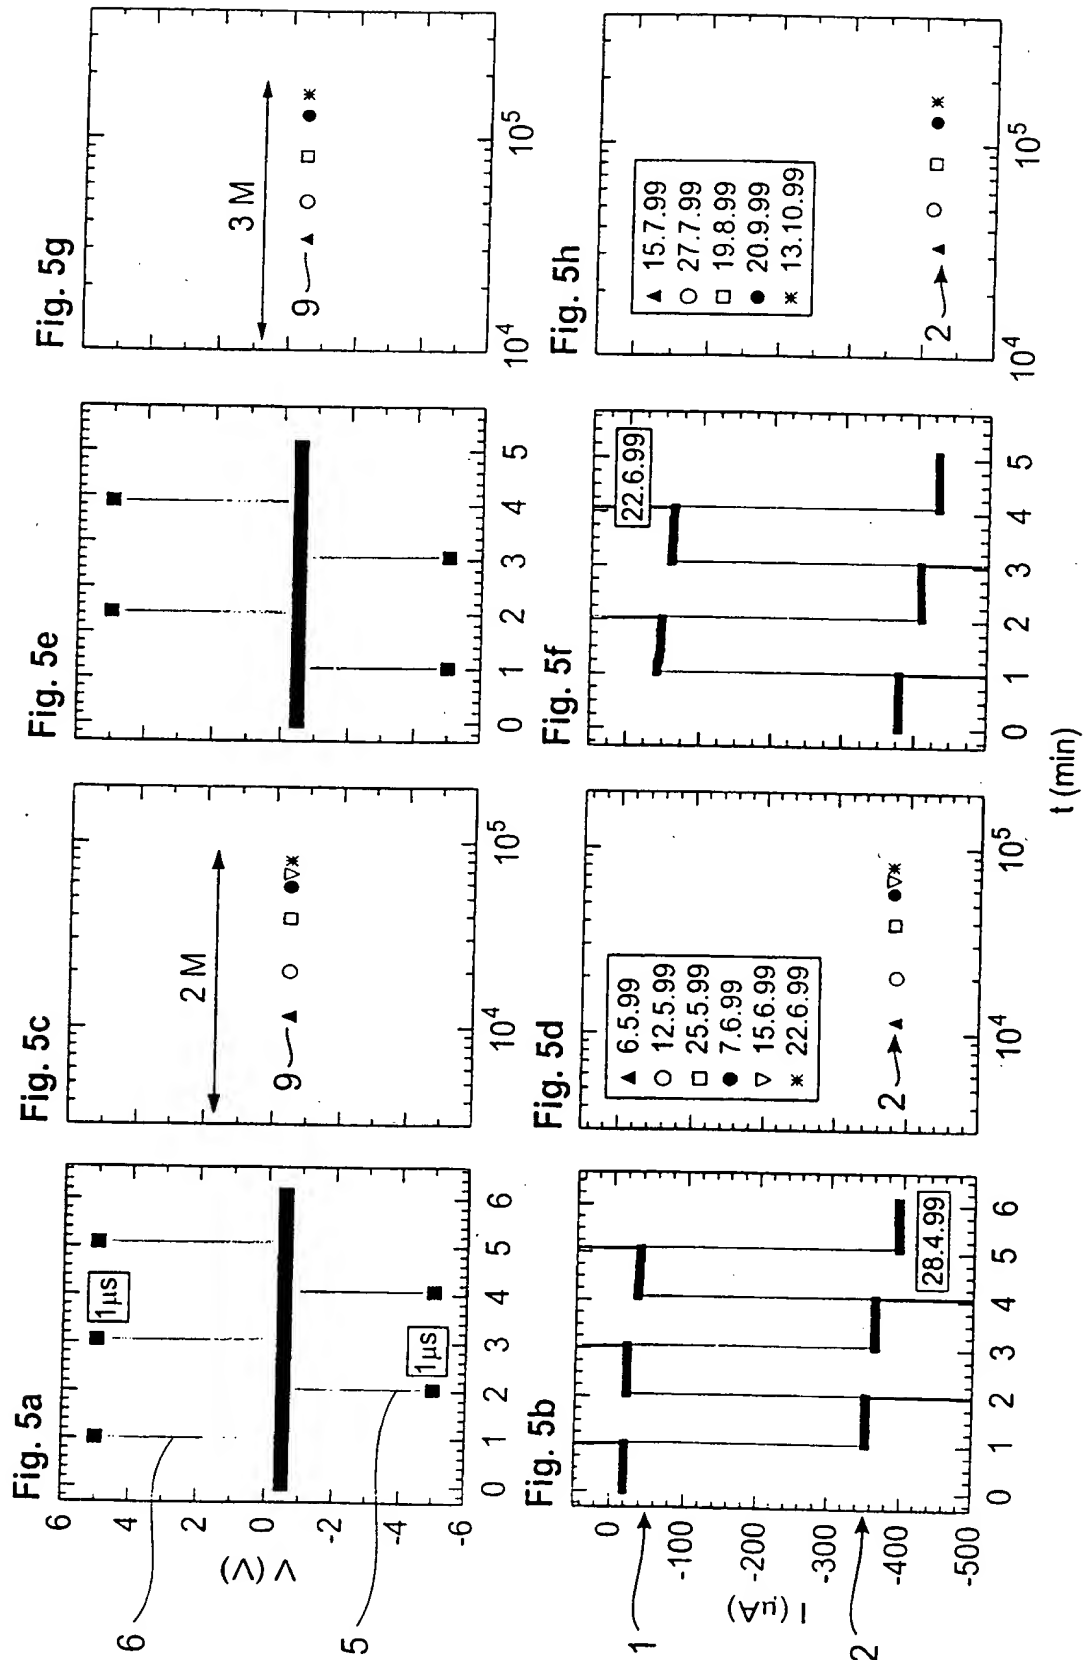 Fig. 5a
6
4
2
0
-2
-4
-6
V (V)
1µs
1µs
6
5
0 1 2 3 4 5 6
Fig. 5c
2 M
9
10⁴ 10⁵
Fig. 5e
0 1 2 3 4 5
Fig. 5g
3 M
9
10⁴ 10⁵
Fig. 5b
0
-100
-200
-300
-400
-500
I (µA)
1
2
28.4.99
0 1 2 3 4 5 6
Fig. 5d
▲ 6.5.99
○ 12.5.99
□ 25.5.99
● 7.6.99
▽ 15.6.99
✳ 22.6.99
2
10⁴ 10⁵
Fig. 5f
22.6.99
0 1 2 3 4 5
Fig. 5h
▲ 15.7.99
○ 27.7.99
□ 19.8.99
● 20.9.99
✳ 13.10.99
2
10⁴ 10⁵
t (min)